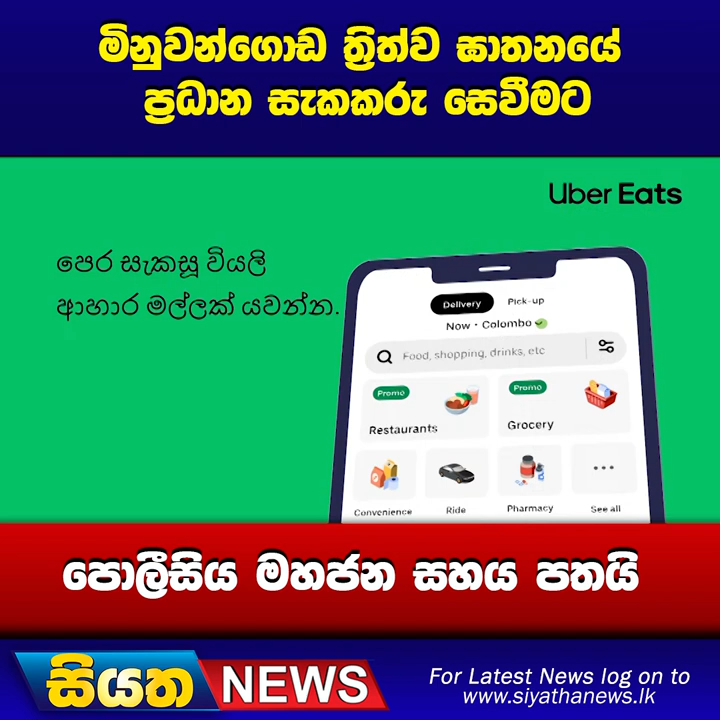 මිනුවන්ගොඩ ත්‍රිත්ව ඝාතනයේ
ප්‍රධාන සැකකරු සෙවීමට
Uber Eats
පෙර සැකසූ වියලි
ආහාර මල්ලක් යවන්න.
Delivery Pick-up
Now • Colombo
Food, shopping, drinks, etc
Promo Promo
Restaurants Grocery
Convenience Ride Pharmacy See all
පොලීසිය මහජන සහය පතයි
සියත NEWS
For Latest News log on to
www.siyathanews.lk